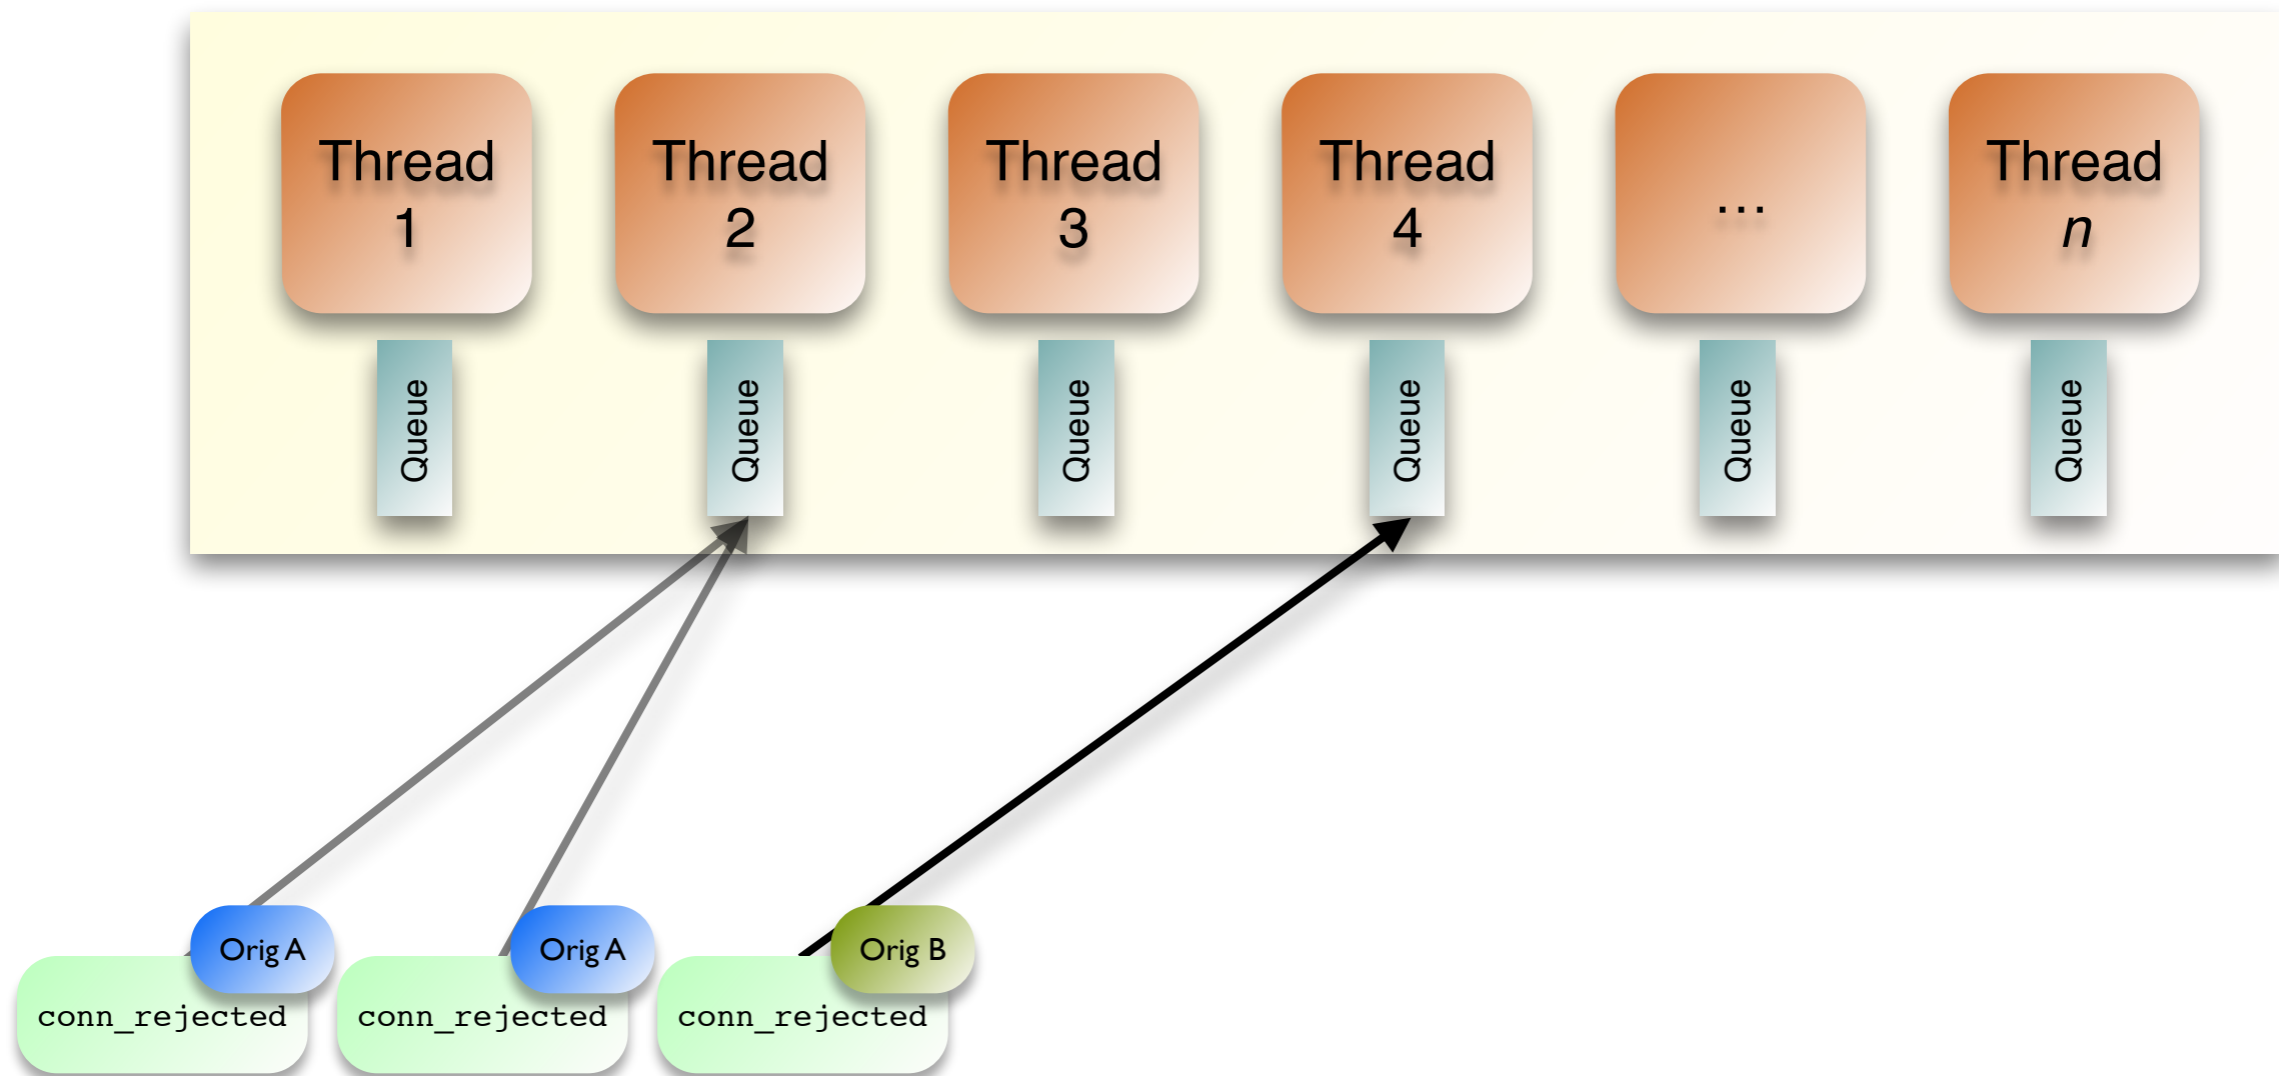 Thread
1
Thread
2
Thread
3
Thread
4
...
Thread
n
Queue
Queue
Queue
Queue
Queue
Queue
Orig A
conn_rejected
Orig A
conn_rejected
Orig B
conn_rejected